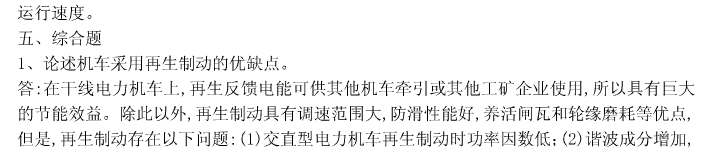 运行速度。
五、综合题
1、论述机车采用再生制动的优缺点。
答:在干线电力机车上,再生反馈电能可供其他机车牵引或其他工矿企业使用,所以具有巨大
的节能效益。除此以外,再生制动具有调速范围大,防滑性能好,养活闸瓦和轮缘磨耗等优点,
但是,再生制动存在以下问题:(1)交直型电力机车再生制动时功率因数低;(2)谐波成分增加,